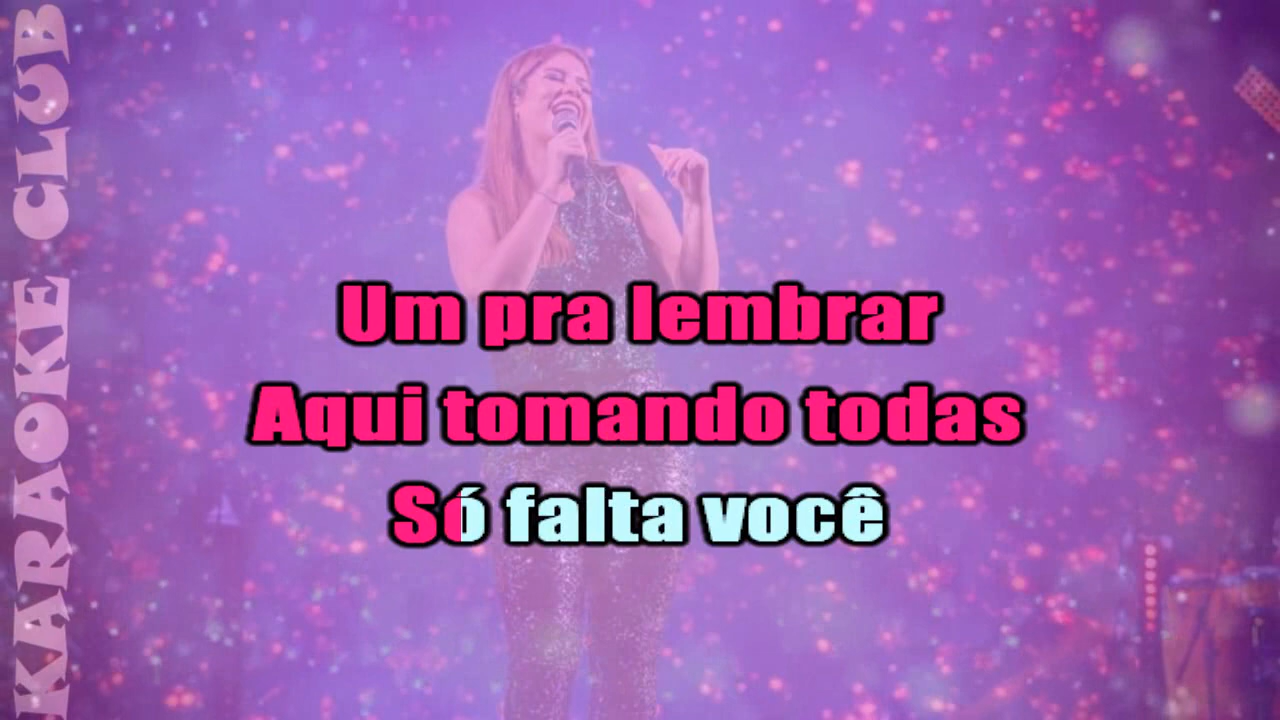 KARAOKE CLUB
Um pra lembrar
Aqui tomando todas
Só falta você